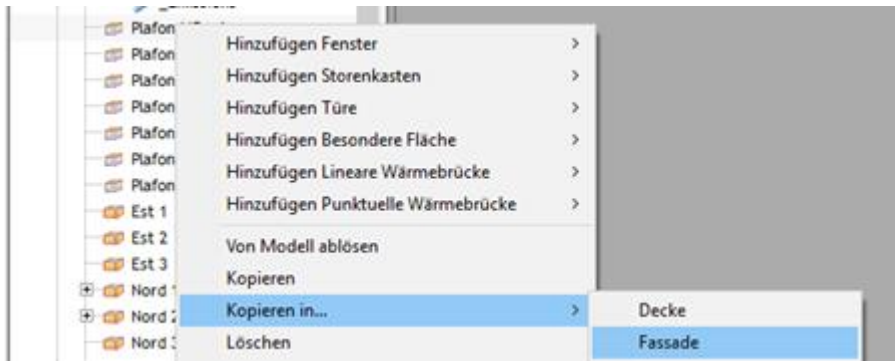 Plafon
Hinzufügen Fenster
Plafon
Hinzufügen Storenkasten
Plafon
Hinzufügen Türe
Plafon
Hinzufügen Besondere Fläche
Plafon
Hinzufügen Lineare Wärmebrücke
Plafon
Hinzufügen Punktuelle Wärmebrücke
Plafon
Est 1
Est 2
Von Modell ablösen
Est 3
Kopieren
Nord
Kopieren in...
Decke
Nord 2
Löschen
Fassade
Nord 3